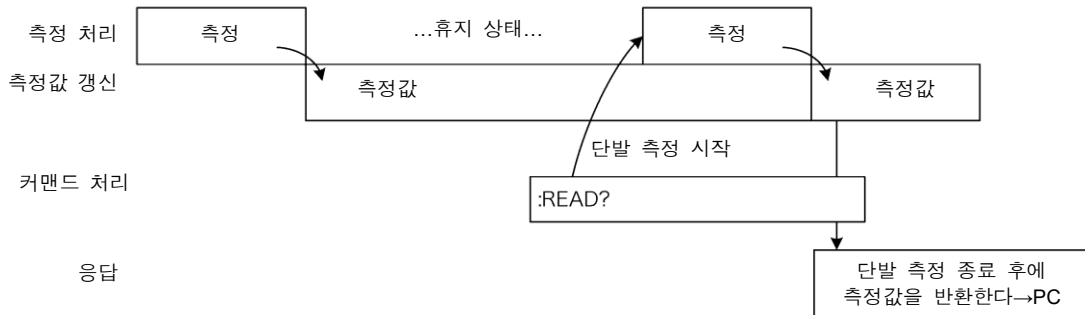 측정 처리
측정
...휴지 상태...
측정
측정값 갱신
측정값
측정값
단발 측정 시작
커맨드 처리
:READ?
응답
단발 측정 종료 후에
측정값을 반환한다→PC